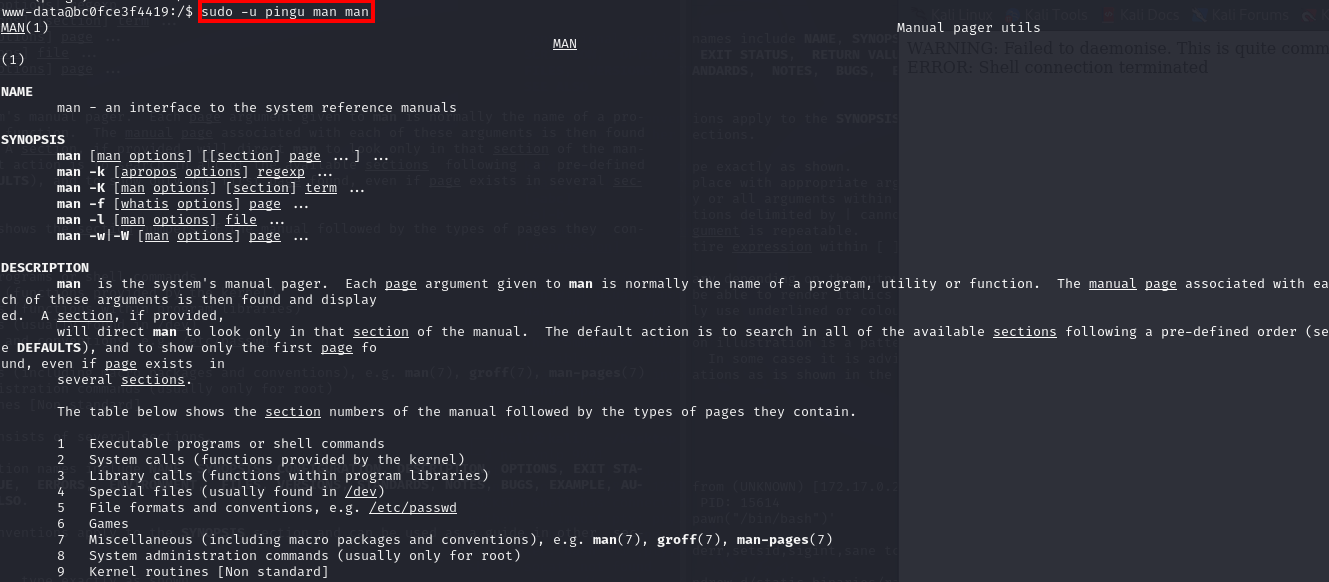 www-data@bc0fce3f4419:/$ sudo -u pingu man man
MAN(1) Manual pager utils
MAN
(1)
NAME
man - an interface to the system reference manuals
SYNOPSIS
man [man options] [[section] page ...] ...
man -k [apropos options] regexp ...
man -K [man options] [section] term ...
man -f [whatis options] page ...
man -l [man options] file ...
man -w|-W [man options] page ...
DESCRIPTION
man is the system's manual pager. Each page argument given to man is normally the name of a program, utility or function. The manual page associated with ea
ch of these arguments is then found and display
ed. A section, if provided,
will direct man to look only in that section of the manual. The default action is to search in all of the available sections following a pre-defined order (se
e DEFAULTS), and to show only the first page fo
und, even if page exists in
several sections.
The table below shows the section numbers of the manual followed by the types of pages they contain.
1 Executable programs or shell commands
2 System calls (functions provided by the kernel)
3 Library calls (functions within program libraries)
4 Special files (usually found in /dev)
5 File formats and conventions, e.g. /etc/passwd
6 Games
7 Miscellaneous (including macro packages and conventions), e.g. man(7), groff(7), man-pages(7)
8 System administration commands (usually only for root)
9 Kernel routines [Non standard]
Kali Linux Kali Tools Kali Docs Kali Forums
WARNING: Failed to daemonise. This is quite comm
ERROR: Shell connection terminated